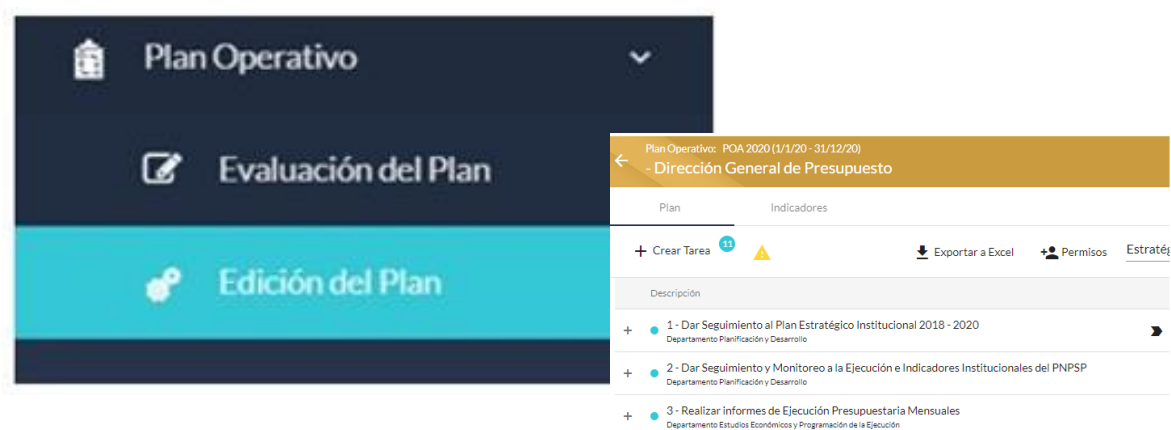 Plan Operativo
Evaluación del Plan
Edición del Plan
Plan Operativo: POA 2020 (1/1/20 - 31/12/20)
- Dirección General de Presupuesto
Plan Indicadores
+ Crear Tarea 11 Exportar a Excel Permisos Estratég
Descripción
+ 1 - Dar Seguimiento al Plan Estratégico Institucional 2018 - 2020
Departamento Planificación y Desarrollo
+ 2 - Dar Seguimiento y Monitoreo a la Ejecución e Indicadores Institucionales del PNPSP
Departamento Planificación y Desarrollo
+ 3 - Realizar informes de Ejecución Presupuestaria Mensuales
Departamento Estudios Económicos y Programación de la Ejecución